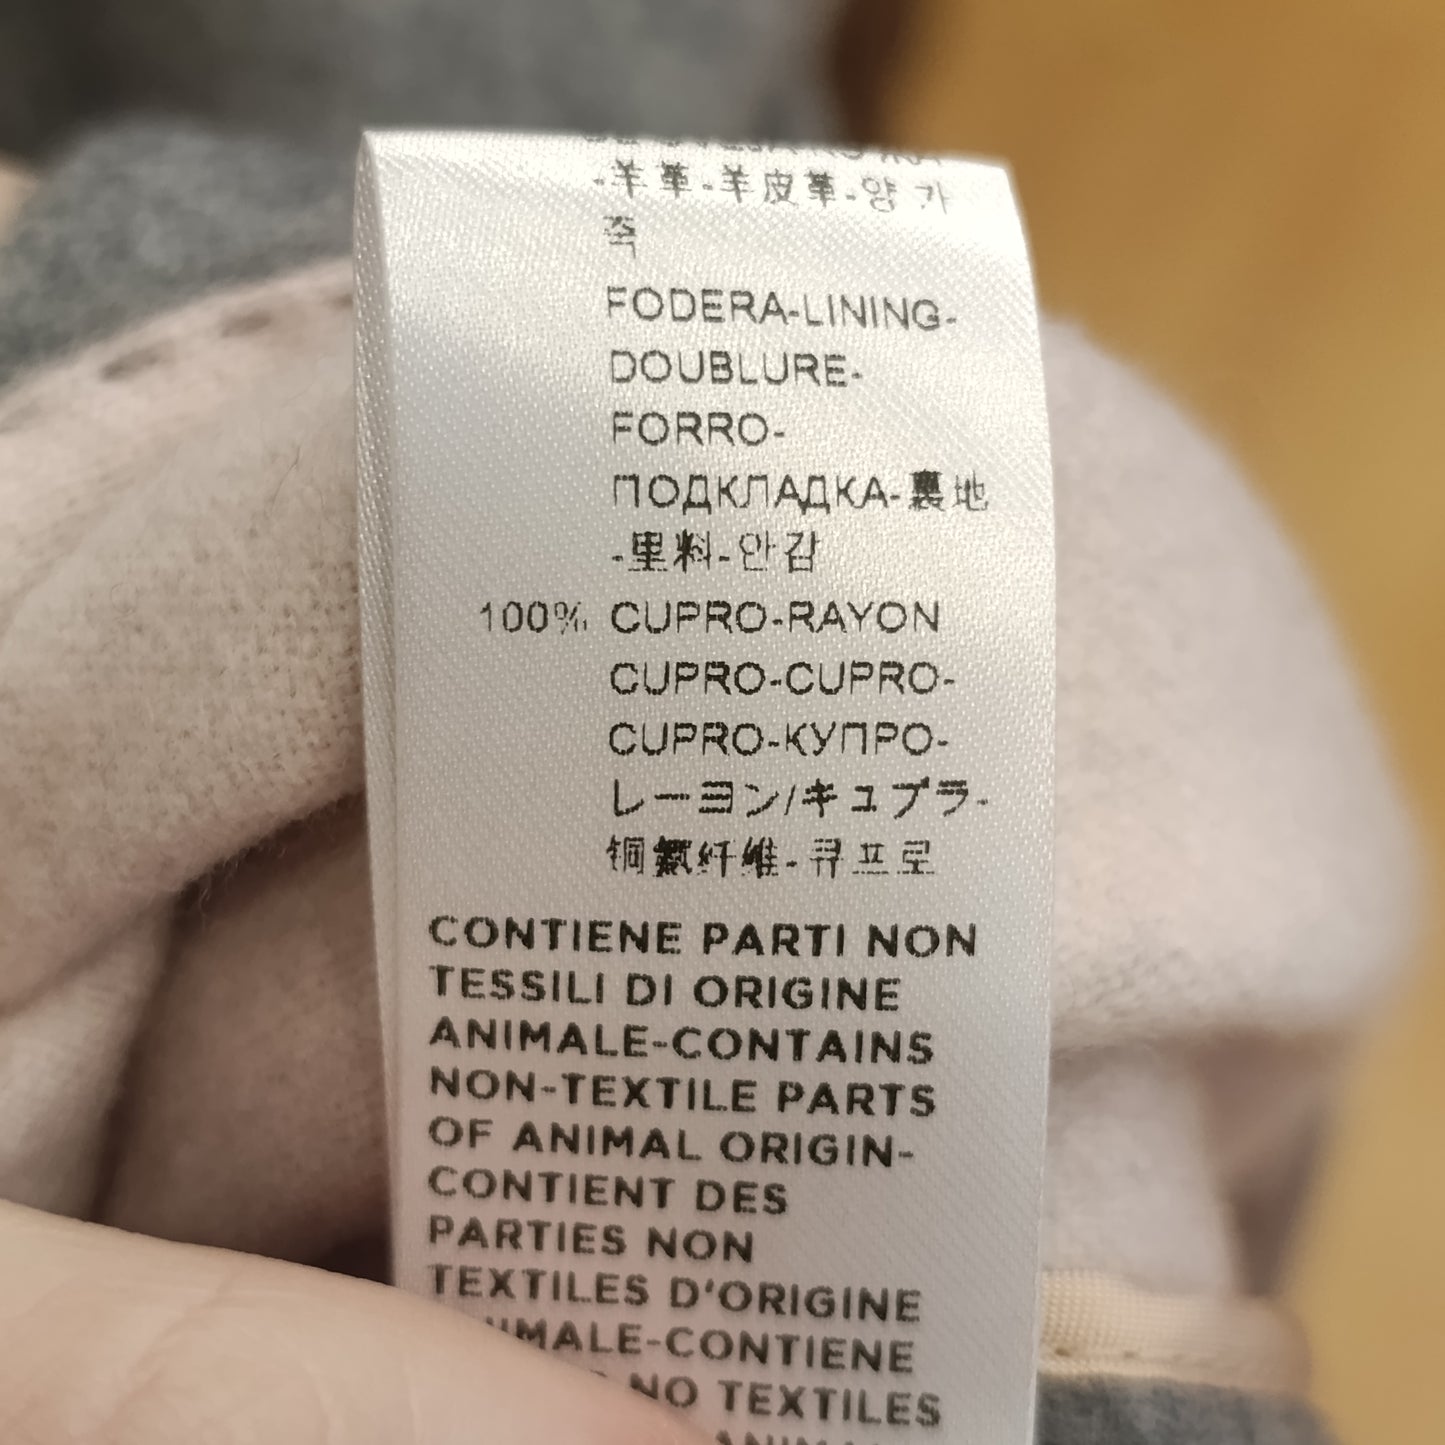 -羊革-羊皮革-양 가
죽
FODERA-LINING-
DOUBLURE-
FORRO-
ПОДКЛАДКА-裏地
-里料-안감
100% CUPRO-RAYON
CUPRO-CUPRO-
CUPRO-КУПРО-
レーヨン/キュプラ-
铜氨纤维-큐프로
CONTIENE PARTI NON
TESSILI DI ORIGINE
ANIMALE-CONTAINS
NON-TEXTILE PARTS
OF ANIMAL ORIGIN-
CONTIENT DES
PARTIES NON
TEXTILES D'ORIGINE
-CONTIENE
NO TEXTILES